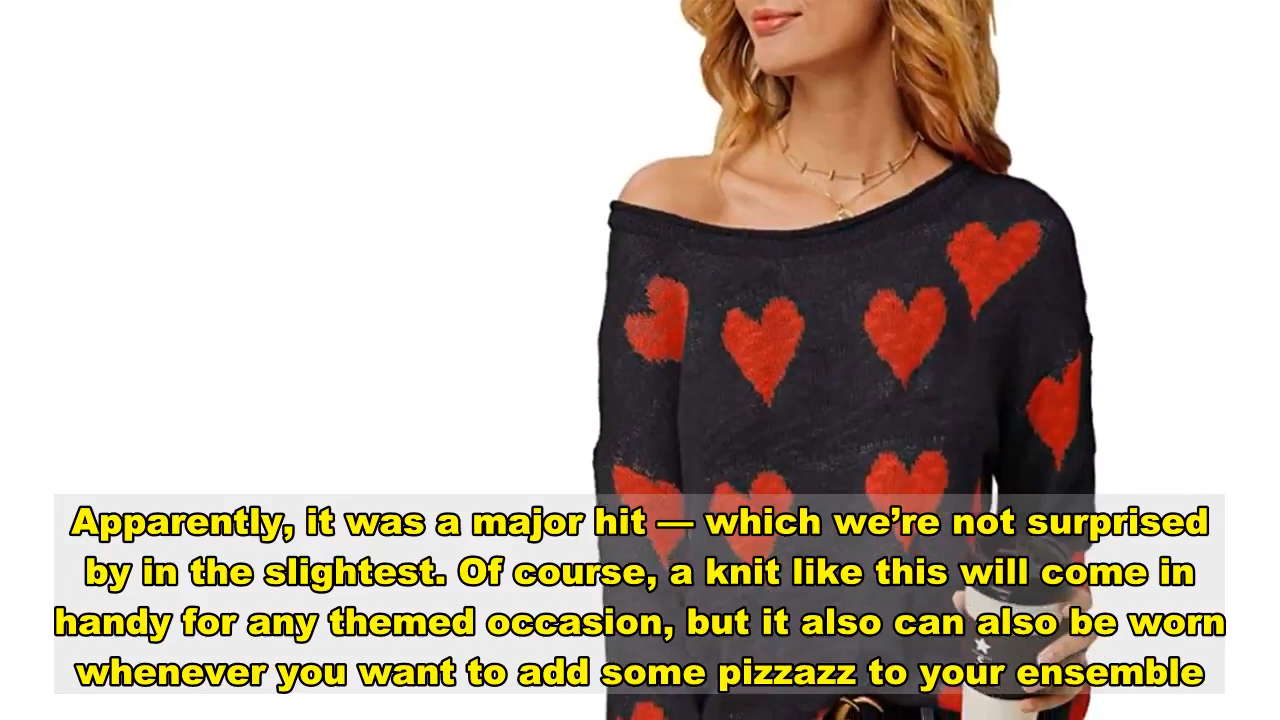 Apparently, it was a major hit — which we’re not surprised
by in the slightest. Of course, a knit like this will come in
handy for any themed occasion, but it also can also be worn
whenever you want to add some pizzazz to your ensemble